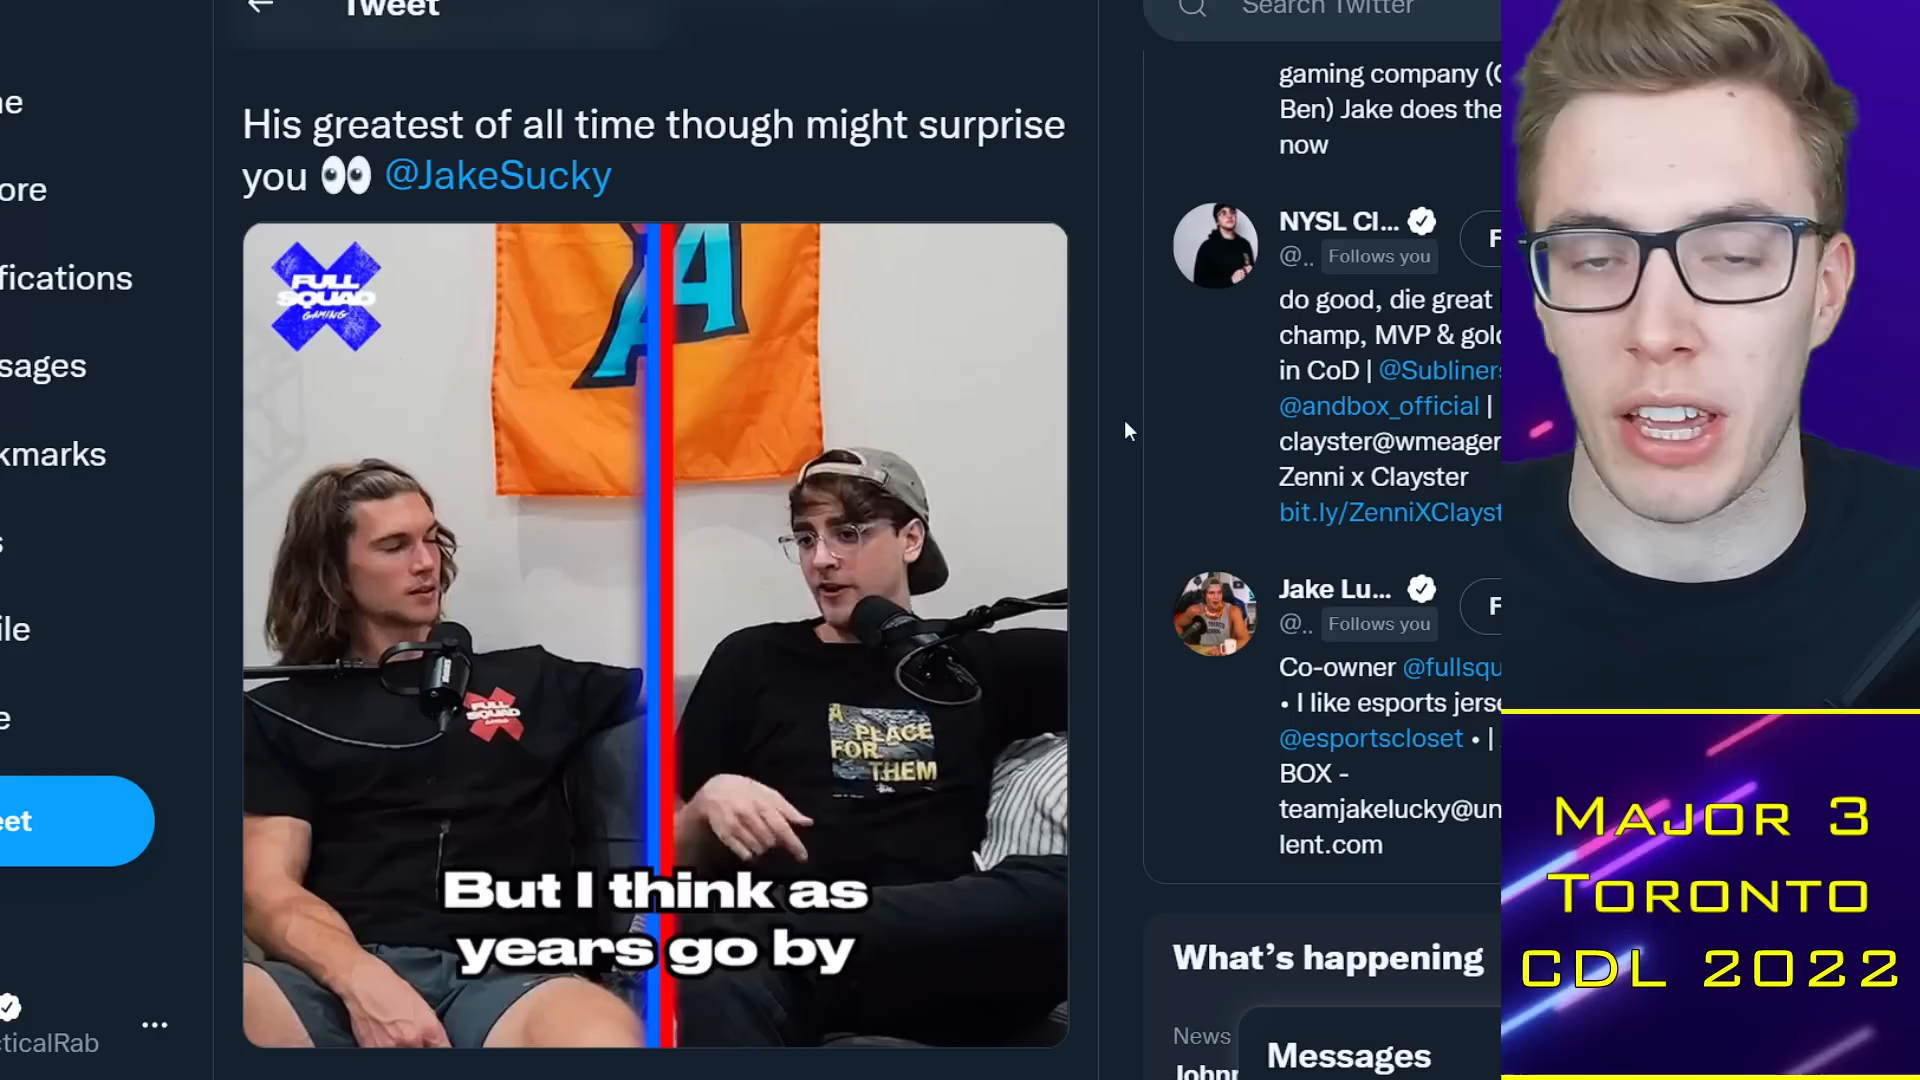 Tweet
His greatest of all time though might surprise
you 👀 @JakeSucky
FULL
SQUAD
GAMING
FULL
SQUAD
A PLACE
FOR
THEM
But I think as
years go by
ne
ore
fications
sages
kmarks
s
ile
e
eet
cticalRab
Search Twitter
gaming company (
Ben) Jake does the
now
NYSL Cl...
@.. Follows you
F
do good, die great
champ, MVP & gol
in CoD | @Subliner
@andbox_official |
clayster@wmeager
Zenni x Clayster
bit.ly/ZenniXClayst
Jake Lu...
@.. Follows you
F
Co-owner @fullsqu
• I like esports jers
@esportscloset • |
BOX -
teamjakelucky@un
lent.com
What's happening
News
Johnn
Messages
MAJOR 3
TORONTO
CDL 2022